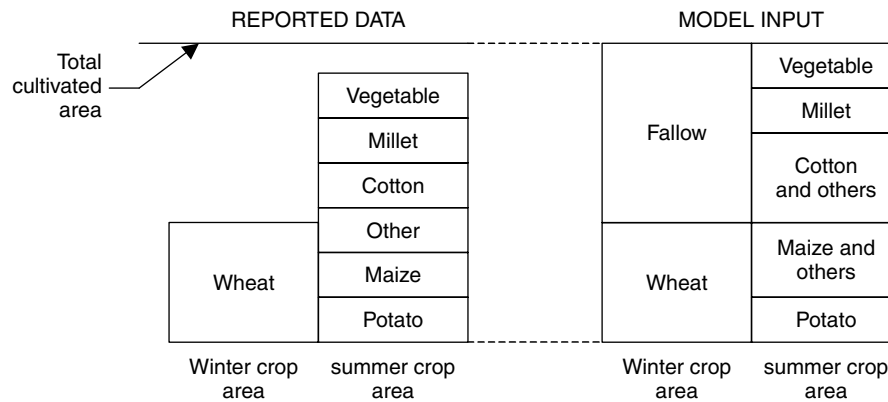 REPORTED DATA
MODEL INPUT
Total
cultivated
area
Vegetable
Millet
Cotton
Other
Maize
Potato
Wheat
Winter crop
area
summer crop
area
Fallow
Wheat
Vegetable
Millet
Cotton
and others
Maize and
others
Potato
Winter crop
area
summer crop
area